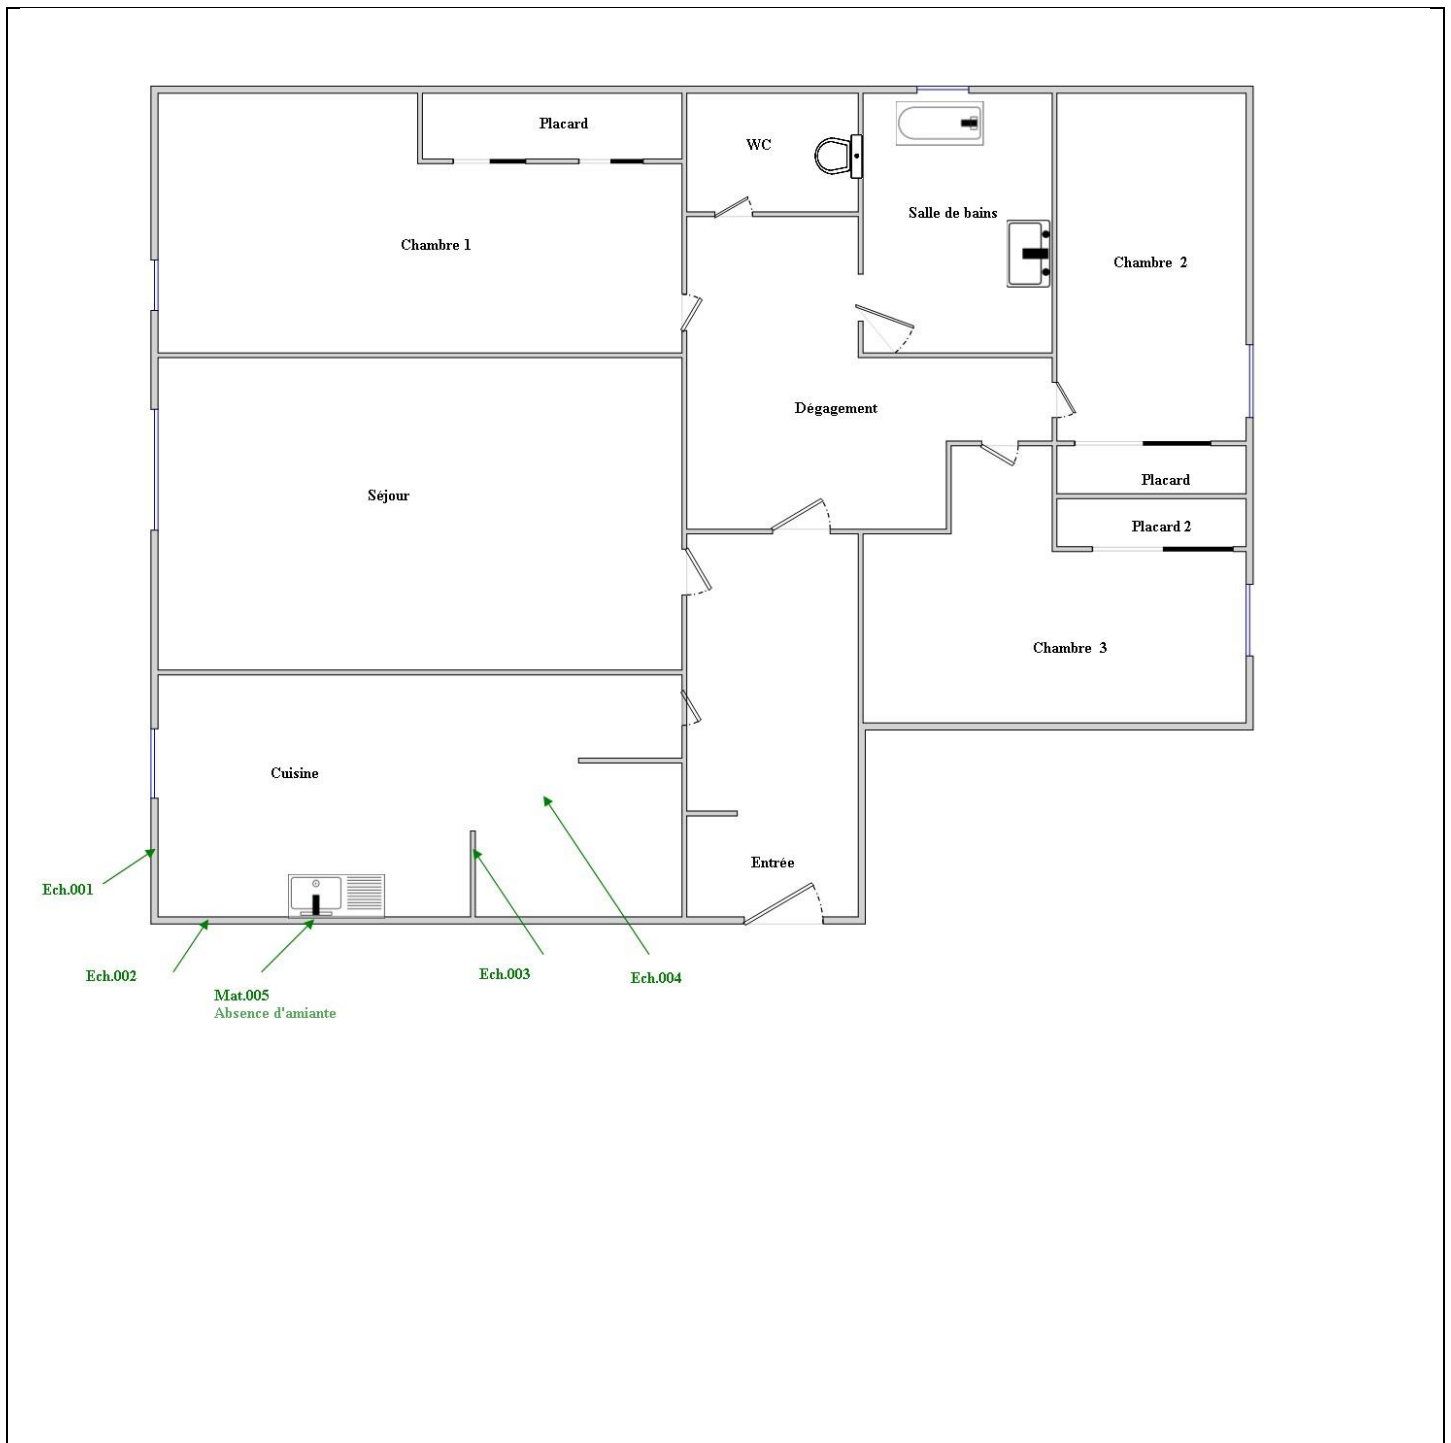 Placard
WC
Salle de bains
Chambre 1
Chambre  2
Dégagement
Placard
Séjour
Placard 2
Chambre  3
Cuisine
Entrée
Ech.001
Ech.002
Ech.003
Ech.004
Mat.005
Absence d'amiante